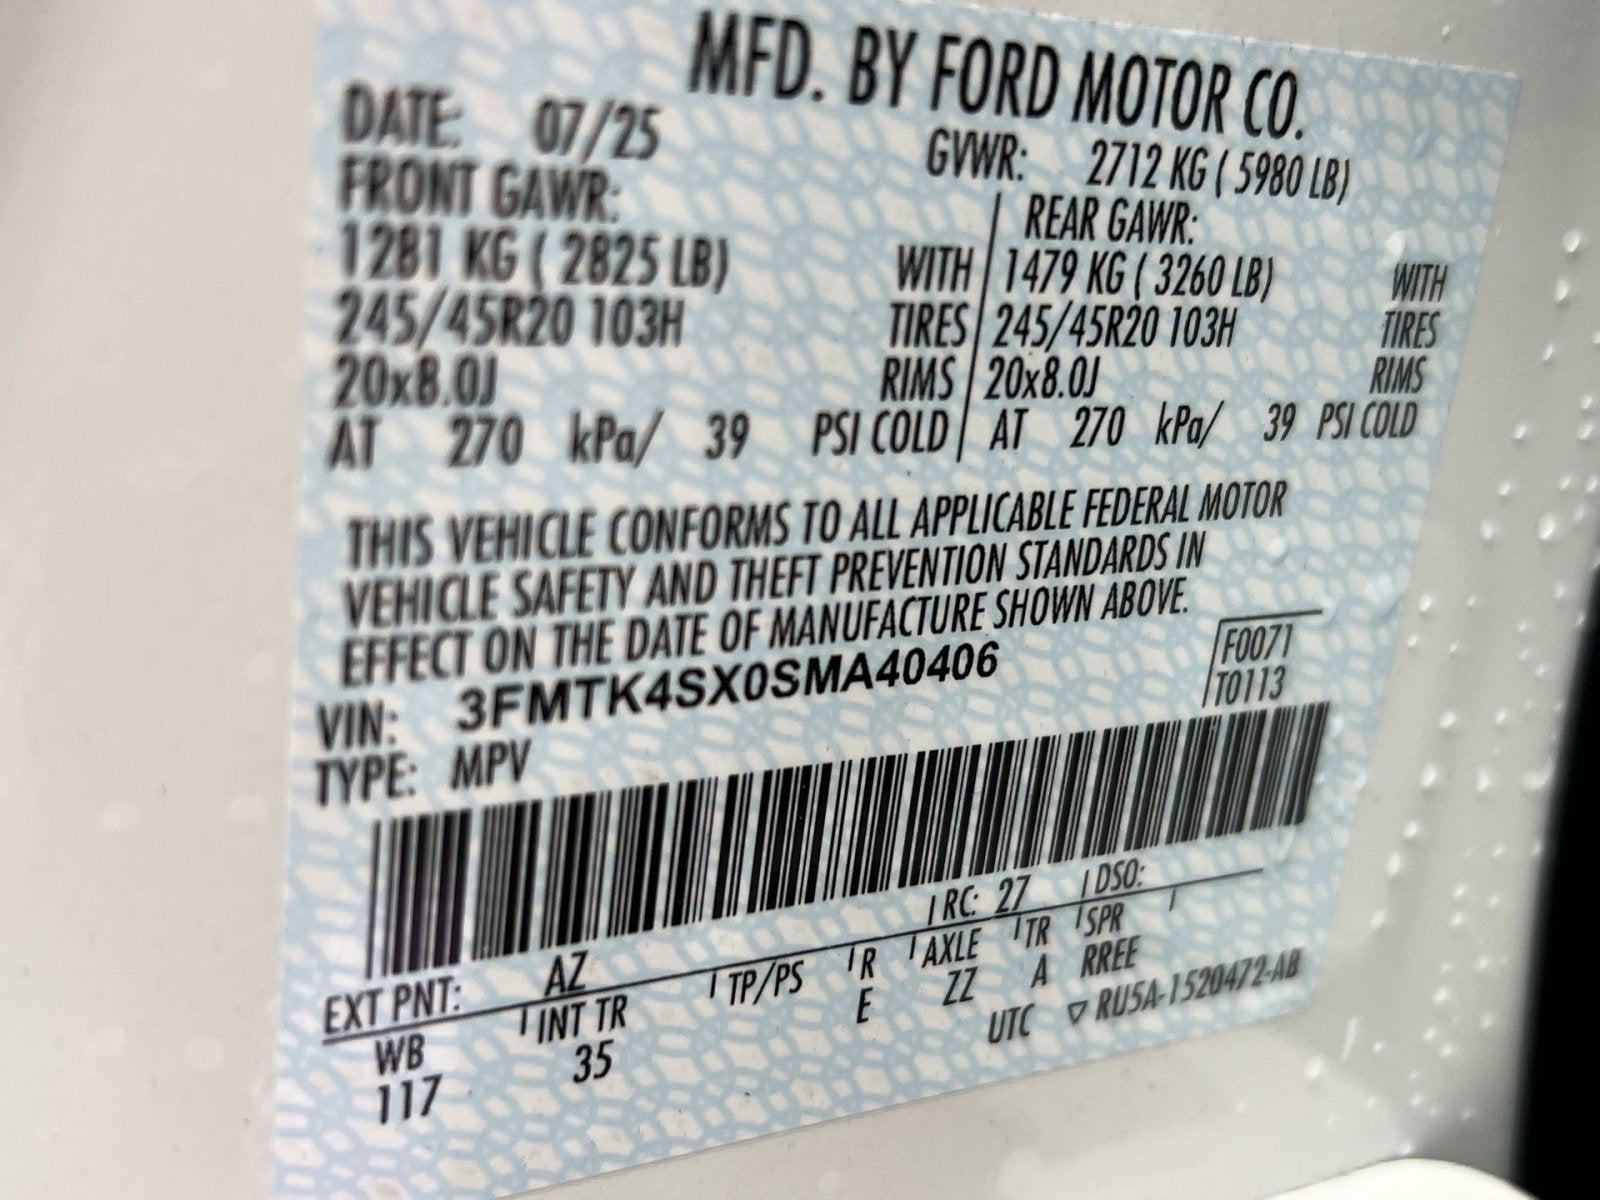 MFD. BY FORD MOTOR CO.
DATE: 07/25 GVWR: 2712 KG ( 5980 LB)
FRONT GAWR: REAR GAWR:
1281 KG ( 2825 LB) WITH 1479 KG ( 3260 LB) WITH
245/45R20 103H TIRES 245/45R20 103H TIRES
20x8.0J RIMS 20x8.0J RIMS
AT 270 kPa/ 39 PSI COLD AT 270 kPa/ 39 PSI COLD
THIS VEHICLE CONFORMS TO ALL APPLICABLE FEDERAL MOTOR
VEHICLE SAFETY AND THEFT PREVENTION STANDARDS IN
EFFECT ON THE DATE OF MANUFACTURE SHOWN ABOVE.
VIN: 3FMTK4SX0SMA40406 F0071
TYPE: MPV T0113
EXT PNT: AZ RC: 27 DSO:
WB INT TR TP/PS R AXLE TR SPR
117 35 E ZZ A RREE
UTC ▽ RU5A-1520472-AB